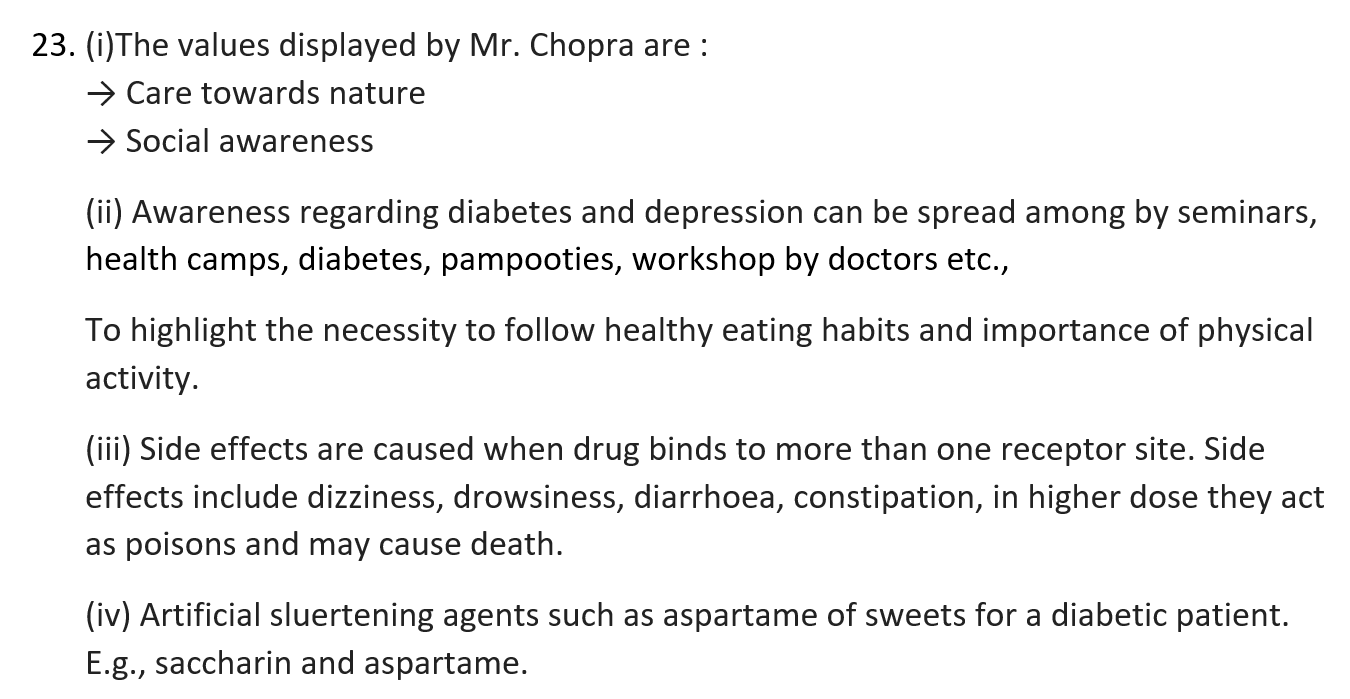 23. (i)The values displayed by Mr. Chopra are :
→ Care towards nature
→ Social awareness
(ii) Awareness regarding diabetes and depression can be spread among by seminars,
health camps, diabetes, pampooties, workshop by doctors etc.,
To highlight the necessity to follow healthy eating habits and importance of physical
activity.
(iii) Side effects are caused when drug binds to more than one receptor site. Side
effects include dizziness, drowsiness, diarrhoea, constipation, in higher dose they act
as poisons and may cause death.
(iv) Artificial sluertening agents such as aspartame of sweets for a diabetic patient.
E.g., saccharin and aspartame.